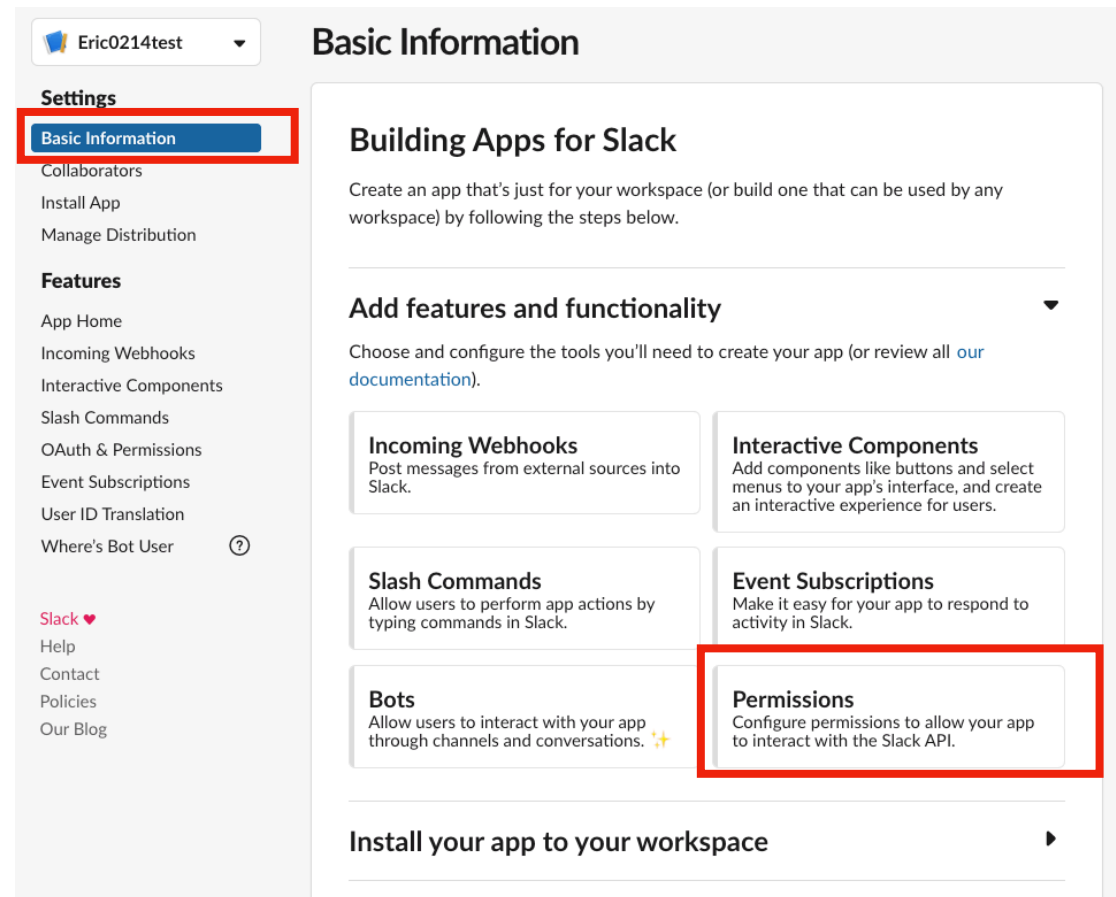 Eric0214test
Settings
Basic Information
Collaborators
Install App
Manage Distribution
Features
App Home
Incoming Webhooks
Interactive Components
Slash Commands
OAuth & Permissions
Event Subscriptions
User ID Translation
Where's Bot User ?
Slack ♥
Help
Contact
Policies
Our Blog
Basic Information
Building Apps for Slack
Create an app that's just for your workspace (or build one that can be used by any
workspace) by following the steps below.
Add features and functionality
Choose and configure the tools you'll need to create your app (or review all our
documentation).
Incoming Webhooks
Post messages from external sources into
Slack.
Interactive Components
Add components like buttons and select
menus to your app's interface, and create
an interactive experience for users.
Slash Commands
Allow users to perform app actions by
typing commands in Slack.
Event Subscriptions
Make it easy for your app to respond to
activity in Slack.
Bots
Allow users to interact with your app
through channels and conversations. ✨
Permissions
Configure permissions to allow your app
to interact with the Slack API.
Install your app to your workspace